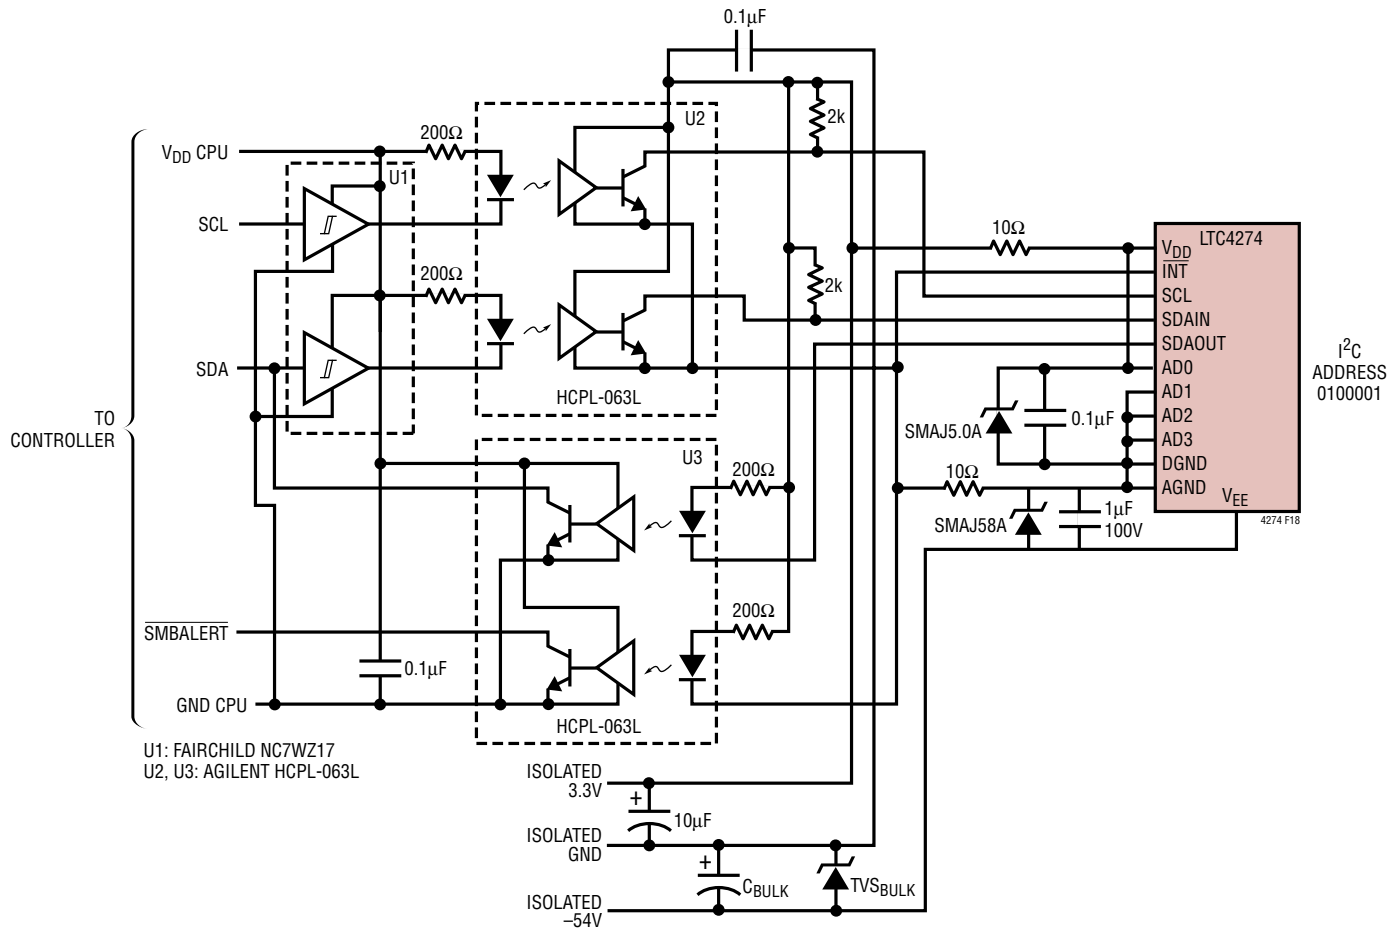 0.1µF
U2
2k
200Ω
V_DD CPU
U1
SCL
10Ω
LTC4274
V_DD
INT
200Ω
2k
SCL
SDAIN
SDAOUT
SDA
AD0
I²C
ADDRESS
0100001
HCPL-063L
AD1
TO
CONTROLLER
SMAJ5.0A
0.1µF
AD2
AD3
U3
200Ω
10Ω
DGND
AGND
V_EE
SMAJ58A
1µF
100V
4274 F18
200Ω
SMBALERT
0.1µF
GND CPU
HCPL-063L
U1: FAIRCHILD NC7WZ17
U2, U3: AGILENT HCPL-063L
ISOLATED
3.3V
+
10µF
ISOLATED
GND
+
C_BULK
TVS_BULK
ISOLATED
–54V